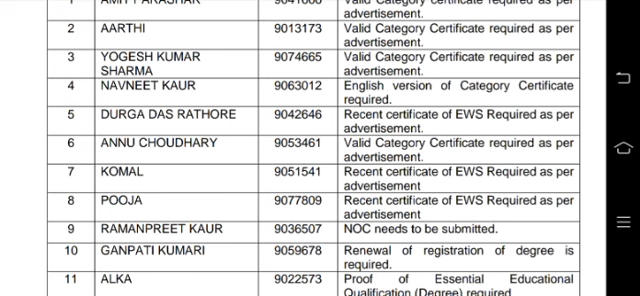 advertisement.
2 AARTHI 9013173 Valid Category Certificate required as per
advertisement.
3 YOGESH KUMAR 9074665 Valid Category Certificate required as per
SHARMA advertisement.
4 NAVNEET KAUR 9063012 English version of Category Certificate
required.
5 DURGA DAS RATHORE 9042646 Recent certificate of EWS Required as per
advertisement.
6 ANNU CHOUDHARY 9053461 Valid Category Certificate required as per
advertisement.
7 KOMAL 9051541 Recent certificate of EWS Required as per
advertisement
8 POOJA 9077809 Recent certificate of EWS Required as per
advertisement
9 RAMANPREET KAUR 9036507 NOC needs to be submitted.
10 GANPATI KUMARI 9059678 Renewal of registration of degree is
required.
11 ALKA 9022573 Proof of Essential Educational
Qualification (Degree) required